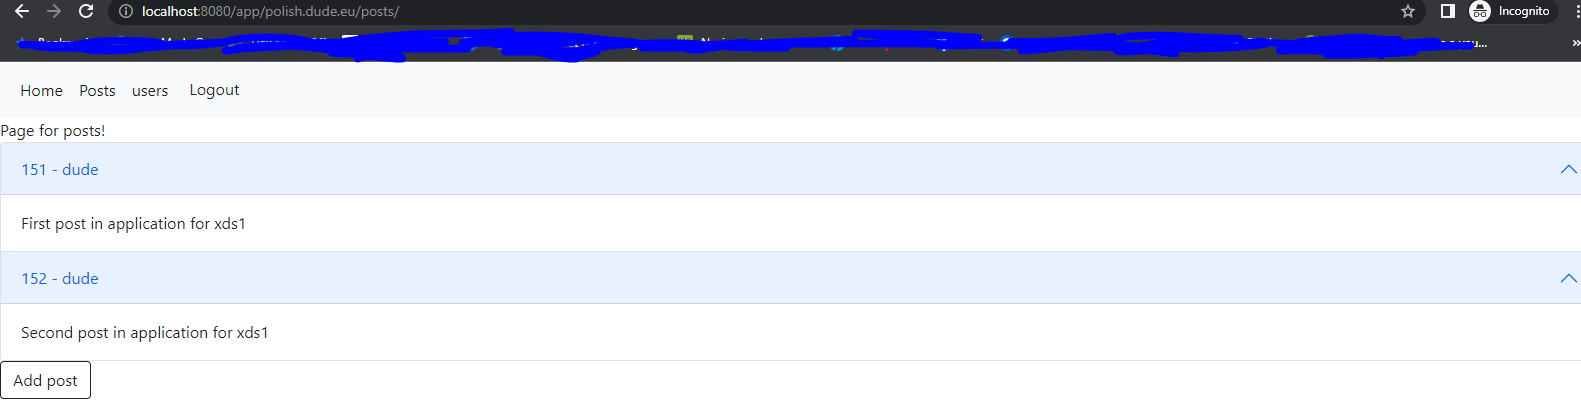 localhost:8080/app/polish.dude.eu/posts/
Incognito
Home Posts users Logout
Page for posts!
151 - dude
First post in application for xds1
152 - dude
Second post in application for xds1
Add post